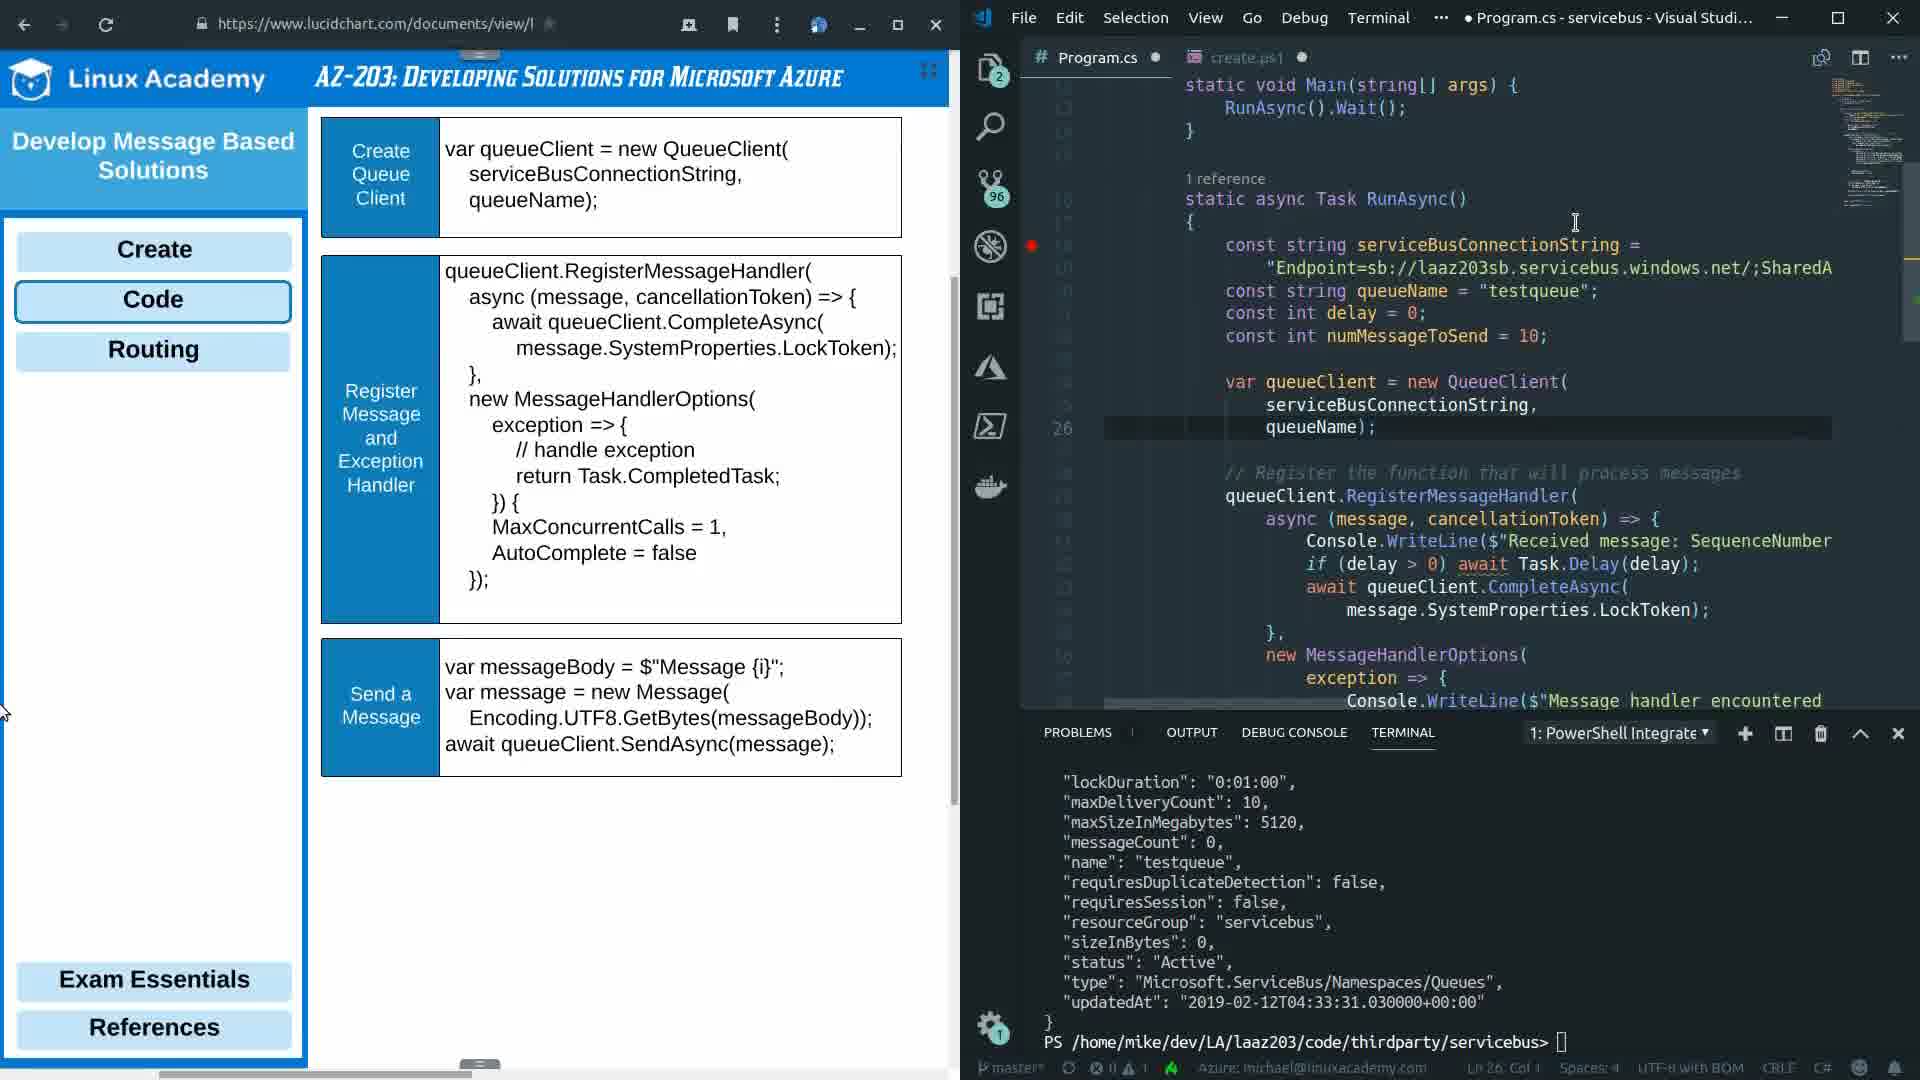 https://www.lucidchart.com/documents/view/l
Linux Academy
AZ-203: Developing Solutions for Microsoft Azure
Develop Message Based
Solutions
Create
Code
Routing
Exam Essentials
References
Create
Queue
Client
var queueClient = new QueueClient(
serviceBusConnectionString,
queueName);
Register
Message
and
Exception
Handler
queueClient.RegisterMessageHandler(
async (message, cancellationToken) => {
await queueClient.CompleteAsync(
message.SystemProperties.LockToken);
},
new MessageHandlerOptions(
exception => {
// handle exception
return Task.CompletedTask;
}) {
MaxConcurrentCalls = 1,
AutoComplete = false
});
Send a
Message
var messageBody = $"Message {i}";
var message = new Message(
Encoding.UTF8.GetBytes(messageBody));
await queueClient.SendAsync(message);
File Edit Selection View Go Debug Terminal ··· ● Program.cs - servicebus - Visual Studi...
# Program.cs ● create.ps1 ●
2
96
1
static void Main(string[] args) {
RunAsync().Wait();
}
1 reference
static async Task RunAsync()
{
const string serviceBusConnectionString =
"Endpoint=sb://laaz203sb.servicebus.windows.net/;SharedA
const string queueName = "testqueue";
const int delay = 0;
const int numMessageToSend = 10;
var queueClient = new QueueClient(
serviceBusConnectionString,
26 queueName);
// Register the function that will process messages
queueClient.RegisterMessageHandler(
async (message, cancellationToken) => {
Console.WriteLine($"Received message: SequenceNumber
if (delay > 0) await Task.Delay(delay);
await queueClient.CompleteAsync(
message.SystemProperties.LockToken);
},
new MessageHandlerOptions(
exception => {
Console.WriteLine($"Message handler encountered
PROBLEMS OUTPUT DEBUG CONSOLE TERMINAL 1: PowerShell Integrate
"lockDuration": "0:01:00",
"maxDeliveryCount": 10,
"maxSizeInMegabytes": 5120,
"messageCount": 0,
"name": "testqueue",
"requiresDuplicateDetection": false,
"requiresSession": false,
"resourceGroup": "servicebus",
"sizeInBytes": 0,
"status": "Active",
"type": "Microsoft.ServiceBus/Namespaces/Queues",
"updatedAt": "2019-02-12T04:33:31.030000+00:00"
}
PS /home/mike/dev/LA/laaz203/code/thirdparty/servicebus>
master* 0 1 Azure: michael@linuxacademy.com Ln 26, Col 1 Spaces: 4 UTF-8 with BOM CRLF C#